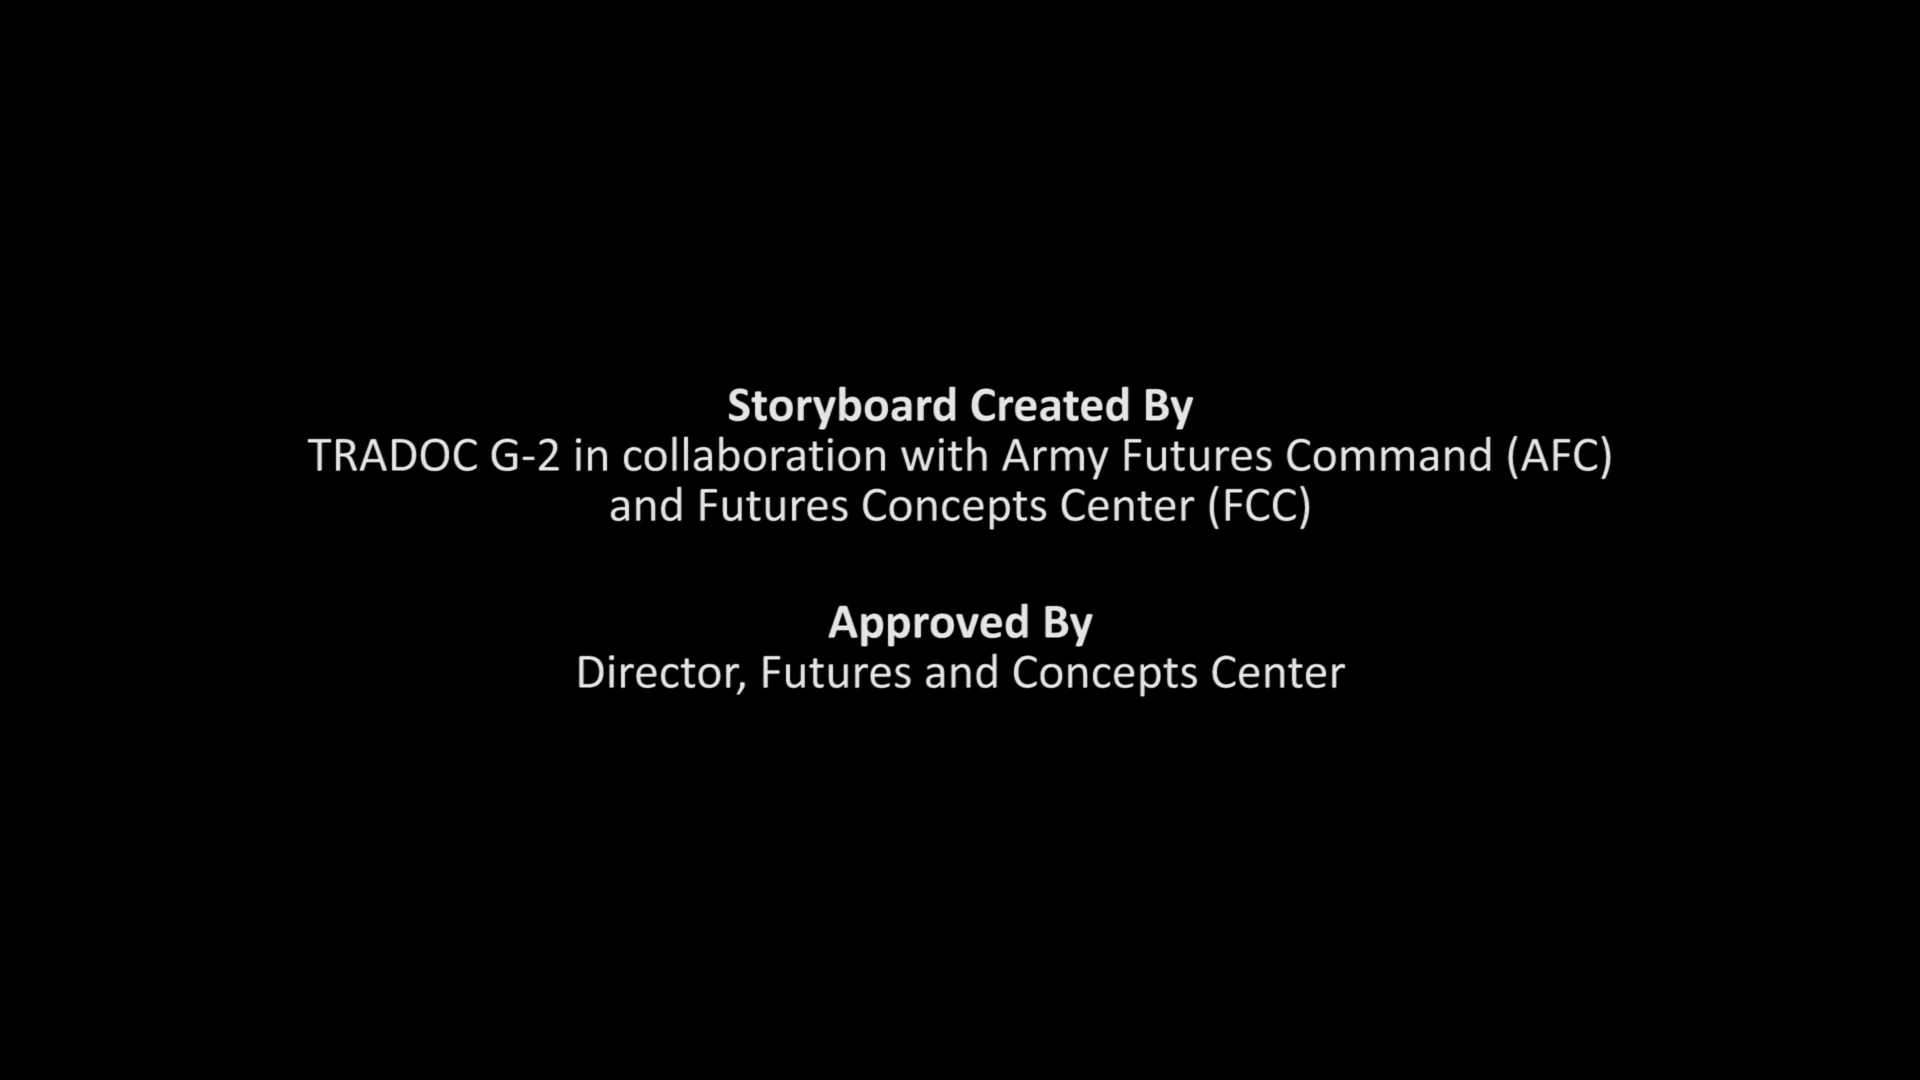 Storyboard Created By
TRADOC G-2 in collaboration with Army Futures Command (AFC)
and Futures Concepts Center (FCC)
Approved By
Director, Futures and Concepts Center